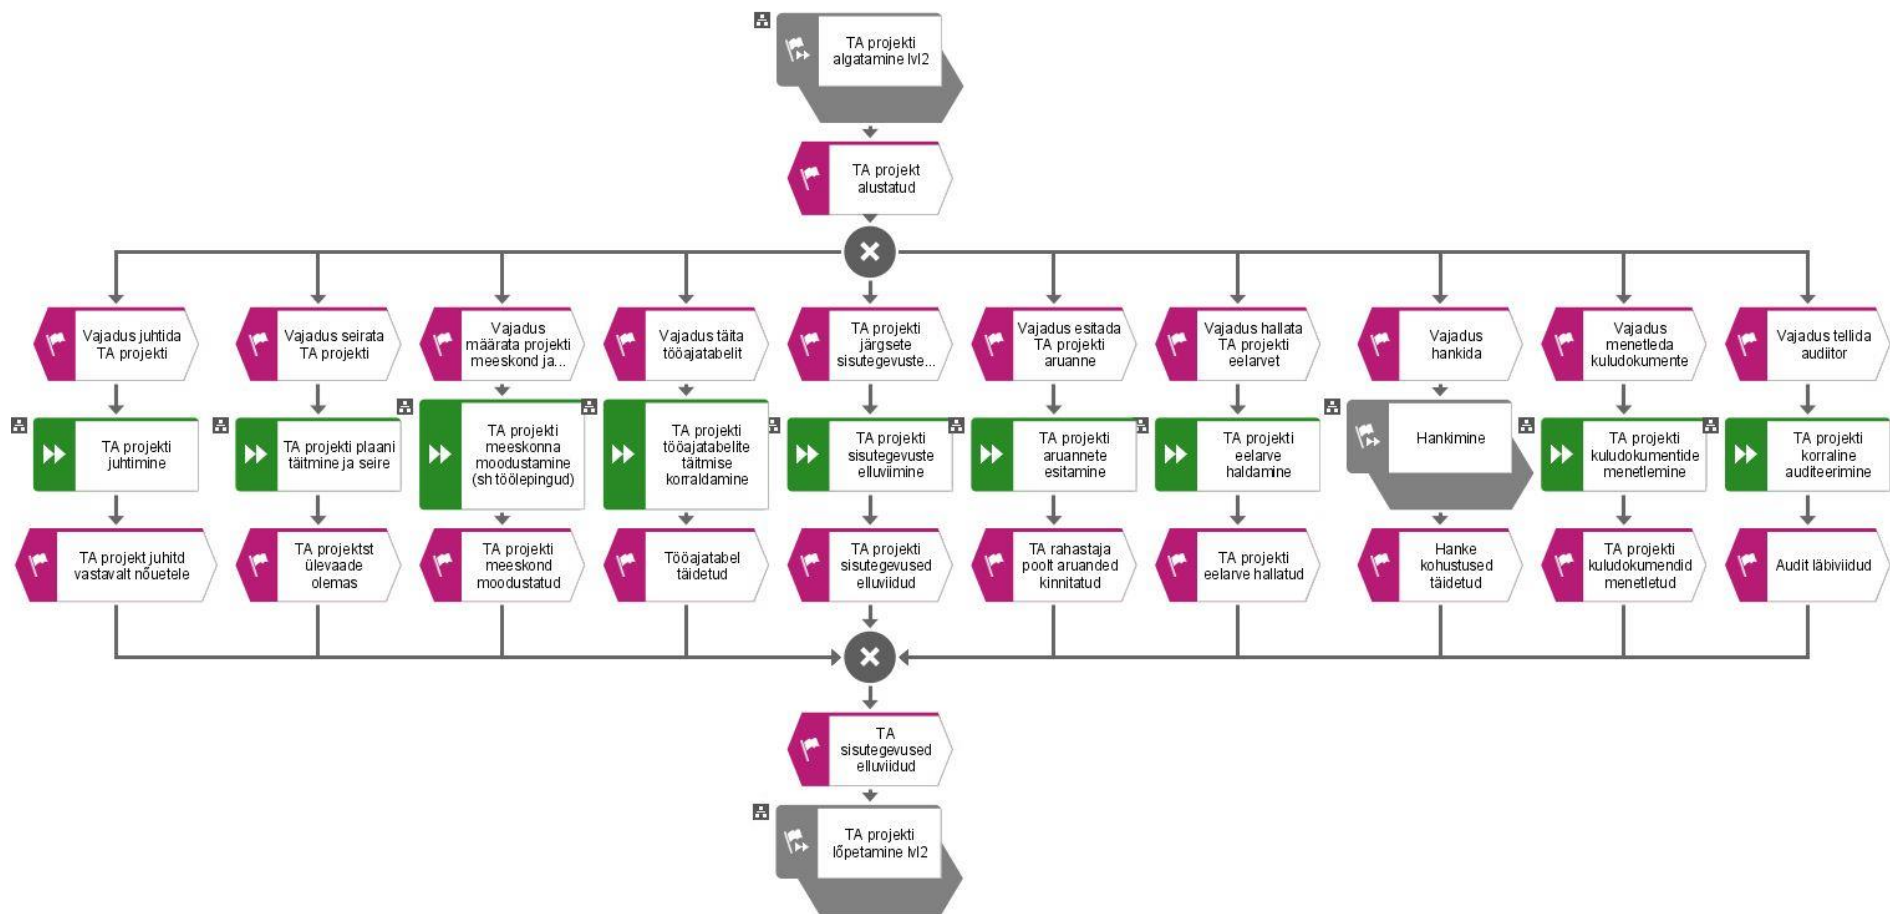 TA projekti
algatamine lvl2
TA projekt
alustatud
Vajadus juhtida
TA projekti
Vajadus seirata
TA projekti
Vajadus
määrata projekti
meeskond ja...
Vajadus täita
tööajatabelit
TA projekti
järgsete
sisutegevuste...
Vajadus esitada
TA projekti
aruanne
Vajadus hallata
TA projekti
eelarvet
Vajadus
hankida
Vajadus
menetleda
kuludokumente
Vajadus tellida
audiitor
TA projekti
juhtimine
TA projekti plaani
täitmine ja seire
TA projekti
meeskonna
moodustamine
(sh töölepingud)
TA projekti
tööajatabelite
täitmise
korraldamine
TA projekti
sisutegevuste
elluviimine
TA projekti
aruannete
esitamine
TA projekti
eelarve
haldamine
Hankimine
TA projekti
kuludokumentide
menetlemine
TA projekti
korraline
auditeerimine
TA projekt juhitd
vastavalt nõuetele
TA projektst
ülevaade
olemas
TA projekti
meeskond
moodustatud
Tööajatabel
täidetud
TA projekti
sisutegevused
elluviidud
TA rahastaja
poolt aruanded
kinnitatud
TA projekti
eelarve hallatud
Hanke
kohustused
täidetud
TA projekti
kuludokumendid
menetletud
Audit läbiviidud
TA
sisutegevused
elluviidud
TA projekti
lõpetamine lvl2